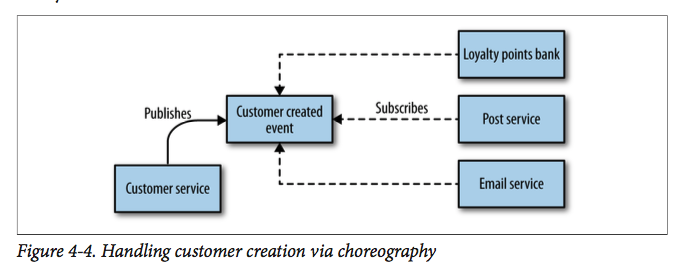 Loyalty points bank
Publishes
Customer created
event
Subscribes
Post service
Customer service
Email service
Figure 4-4. Handling customer creation via choreography